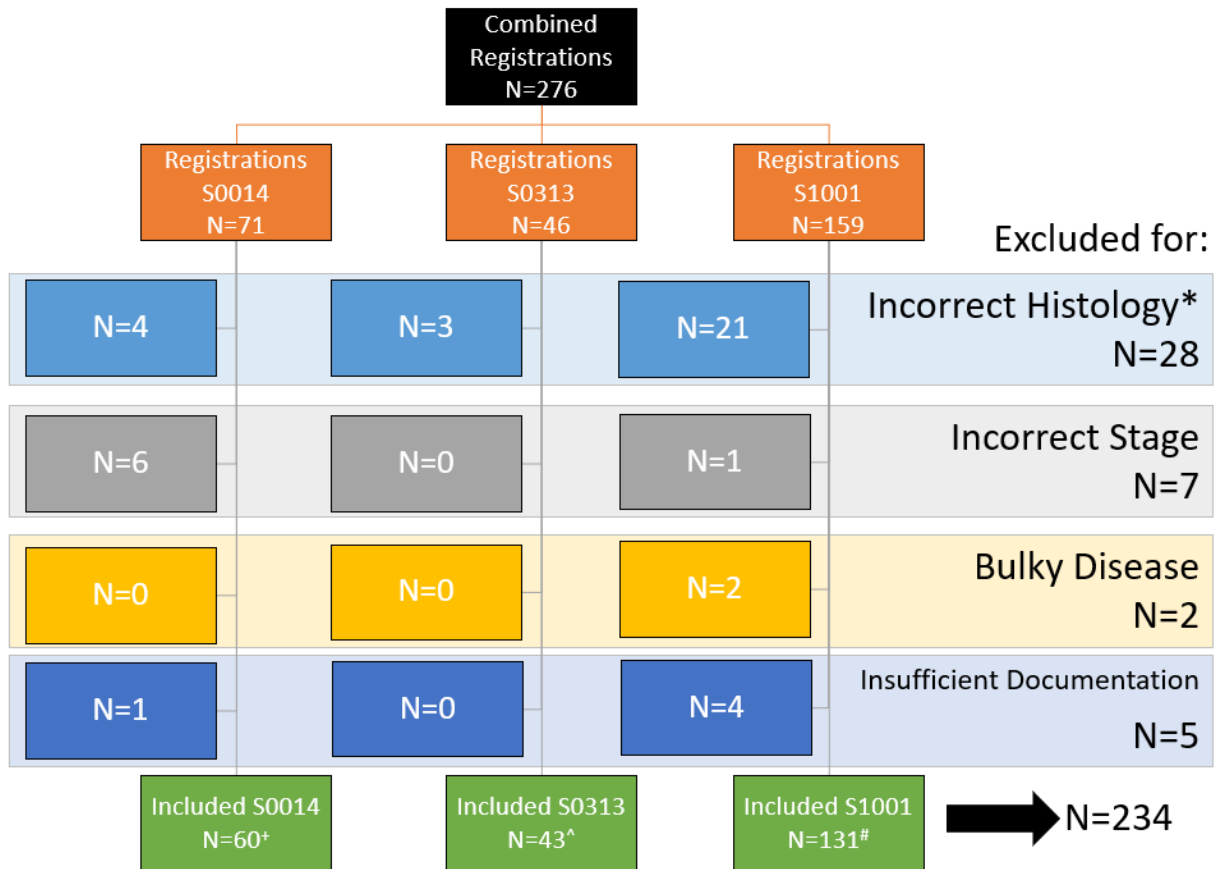 Combined
Registrations
N=276
Registrations
S0014
N=71
Registrations
S0313
N=46
Registrations
S1001
N=159
Excluded for:
N=4
N=3
N=21
Incorrect Histology*
N=28
N=6
N=0
N=1
Incorrect Stage
N=7
N=0
N=0
N=2
Bulky Disease
N=2
N=1
N=0
N=4
Insufficient Documentation
N=5
Included S0014
N=60⁺
Included S0313
N=43^
Included S1001
N=131#
N=234